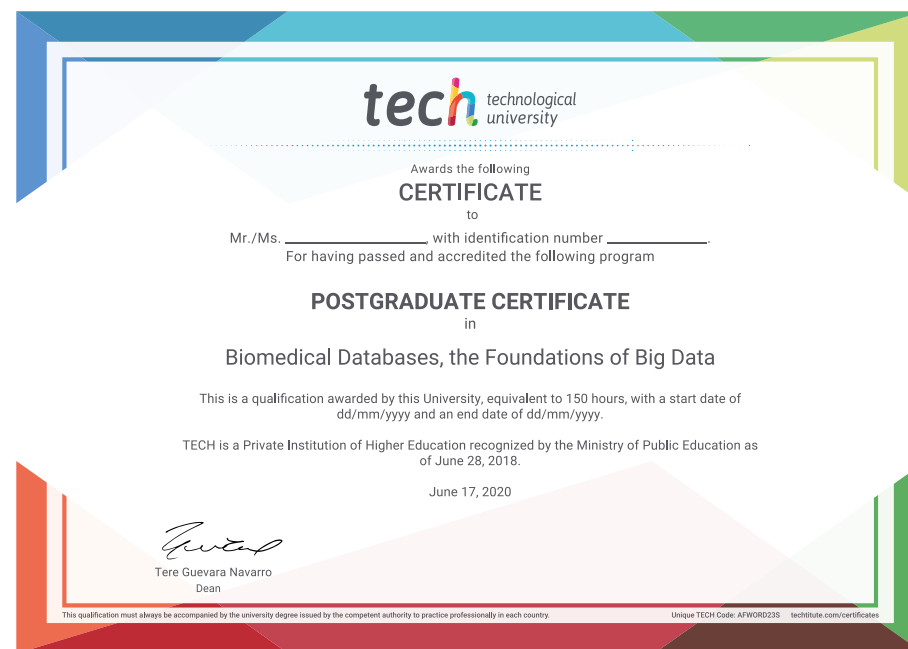 tech technological
university
Awards the following
CERTIFICATE
to
Mr./Ms. ____________________, with identification number ______________.
For having passed and accredited the following program
POSTGRADUATE CERTIFICATE
in
Biomedical Databases, the Foundations of Big Data
This is a qualification awarded by this University, equivalent to 150 hours, with a start date of
dd/mm/yyyy and an end date of dd/mm/yyyy.
TECH is a Private Institution of Higher Education recognized by the Ministry of Public Education as
of June 28, 2018.
June 17, 2020
Tere Guevara Navarro
Dean
This qualification must always be accompanied by the university degree issued by the competent authority to practice professionally in each country. Unique TECH Code: AFWORD23S techtitute.com/certificates